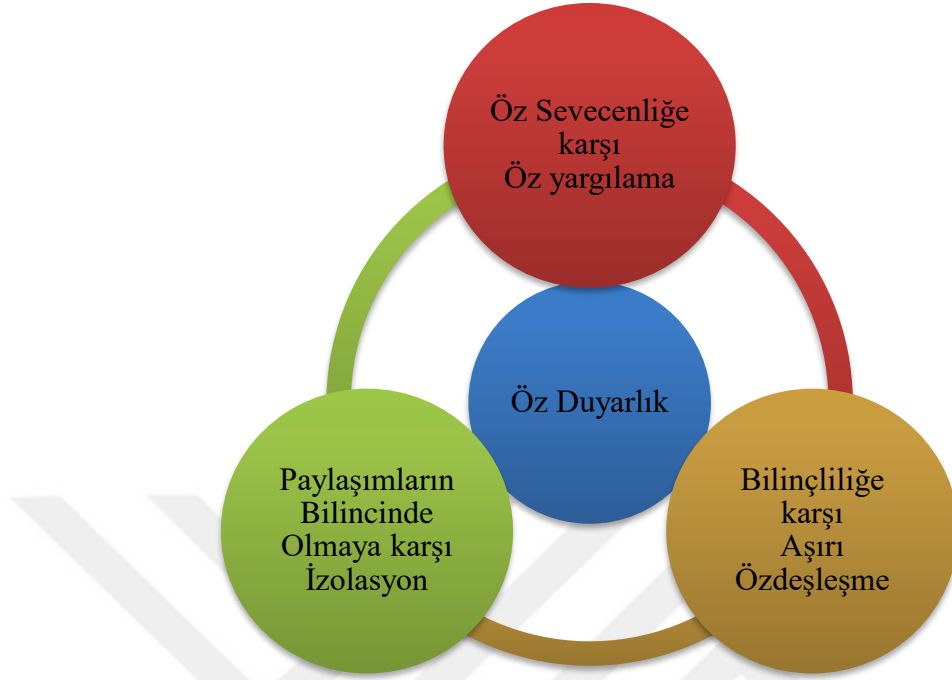 Öz Sevecenliğe
karşı
Öz yargılama
Öz Duyarlık
Paylaşımların
Bilincinde
Olmaya karşı
İzolasyon
Bilinçliliğe
karşı
Aşırı
Özdeşleşme